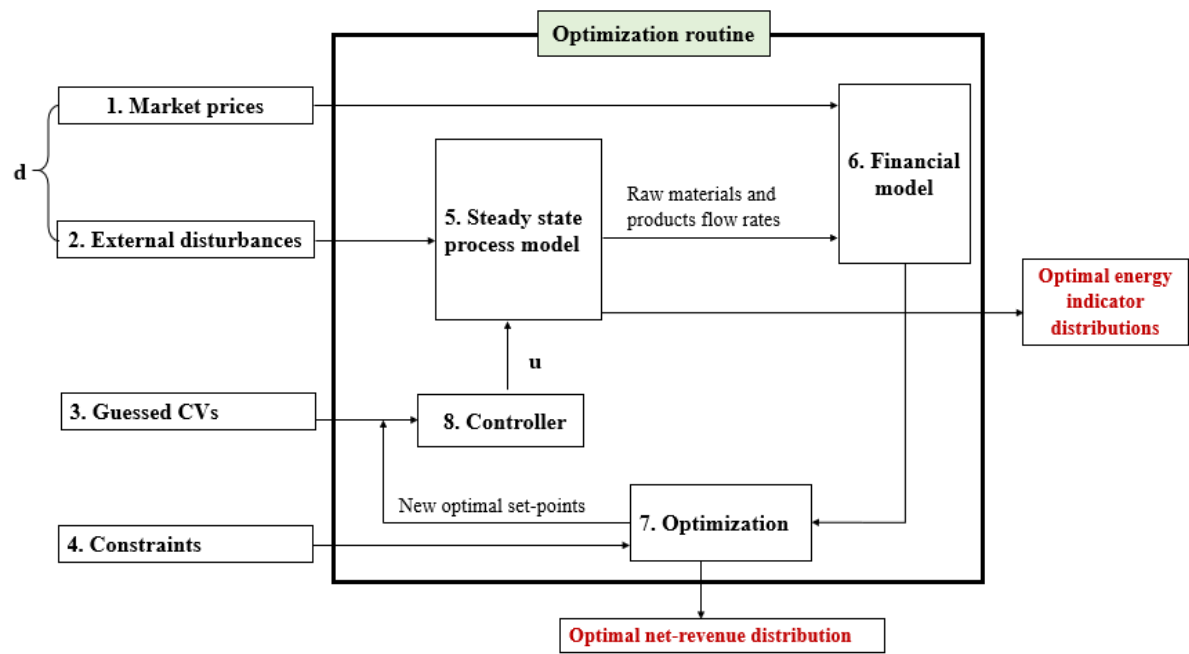 Optimization routine
1. Market prices
d
2. External disturbances
5. Steady state
process model
Raw materials and
products flow rates
6. Financial
model
Optimal energy
indicator
distributions
u
3. Guessed CVs
8. Controller
New optimal set-points
7. Optimization
4. Constraints
Optimal net-revenue distribution